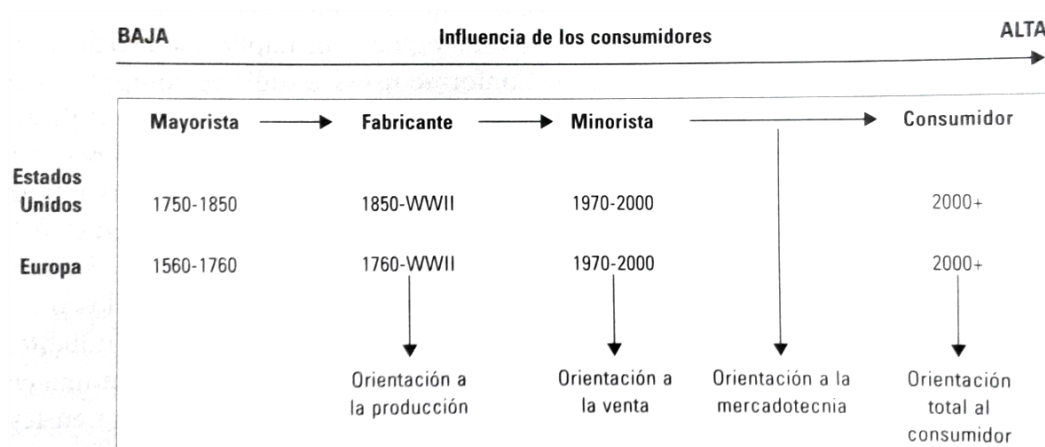 BAJA Influencia de los consumidores ALTA
Mayorista Fabricante Minorista Consumidor
Estados
Unidos 1750-1850 1850-WWII 1970-2000 2000+
Europa 1560-1760 1760-WWII 1970-2000 2000+
Orientación a Orientación a Orientación a la Orientación
la producción la venta mercadotecnia total al
consumidor